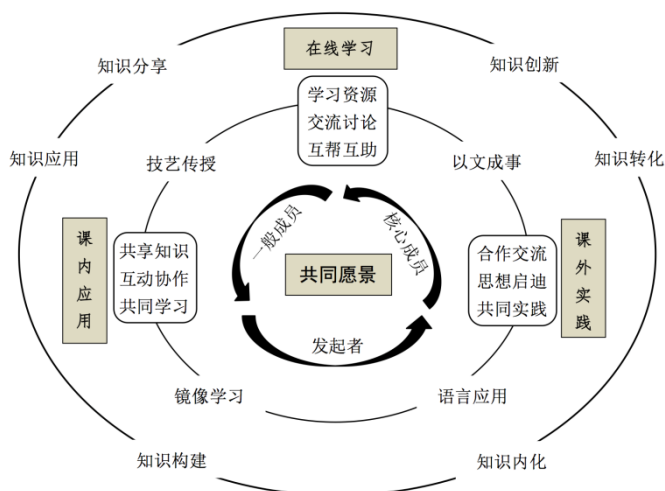 在线学习
知识分享
知识创新
学习资源
交流讨论
互帮互助
知识应用
技艺传授
以文成事
知识转化
一般成员
核心成员
课内应用
共享知识
互动协作
共同学习
共同愿景
合作交流
思想启迪
共同实践
课外实践
发起者
镜像学习
语言应用
知识构建
知识内化